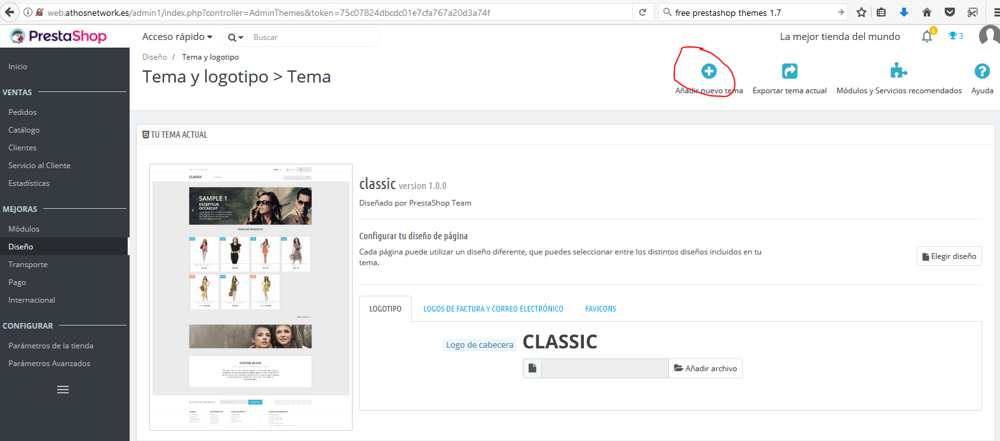 web.athosnetwork.es/admin1/index.php?controller=AdminThemes&token=75c07824dbcdc01e7cfa767a20d3a74f
free prestashop themes 1.7
PrestaShop
Acceso rápido
Buscar
La mejor tienda del mundo
6
3
Diseño / Tema y logotipo
Tema y logotipo > Tema
Añadir nuevo tema
Exportar tema actual
Módulos y Servicios recomendados
Ayuda
Inicio
VENTAS
Pedidos
Catálogo
Clientes
Servicio al Cliente
Estadísticas
MEJORAS
Módulos
Diseño
Transporte
Pago
Internacional
CONFIGURAR
Parámetros de la tienda
Parámetros Avanzados
TU TEMA ACTUAL
CLASSIC
SAMPLE 1
EXCEPTEUR
OCCAECAT
POPULAR PRODUCTS
CUSTOM BLOCK
classic version 1.0.0
Diseñado por PrestaShop Team
Configurar tu diseño de página
Cada página puede utilizar un diseño diferente, que puedes seleccionar entre los distintos diseños incluidos en tu
tema.
Elegir diseño
LOGOTIPO
LOGOS DE FACTURA Y CORREO ELECTRÓNICO
FAVICONS
Logo de cabecera
CLASSIC
Añadir archivo